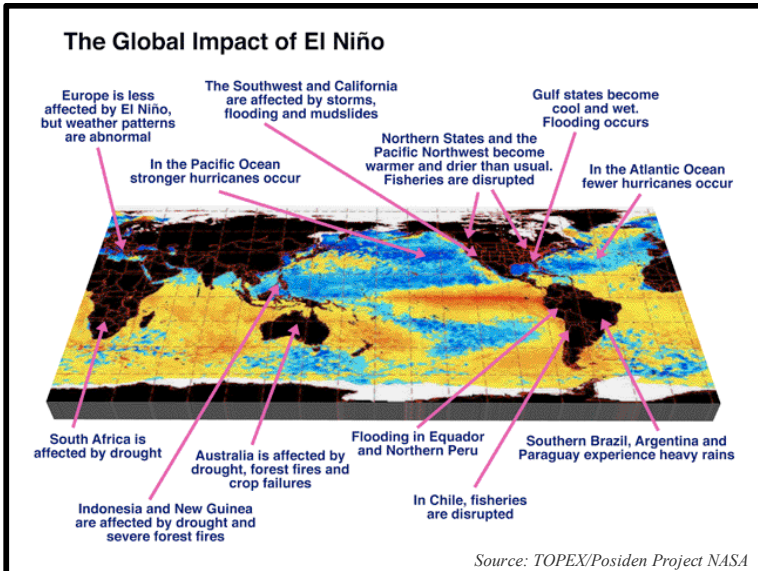 The Global Impact of El Niño
Europe is less
affected by El Niño,
but weather patterns
are abnormal
The Southwest and California
are affected by storms,
flooding and mudslides
Gulf states become
cool and wet.
Flooding occurs
Northern States and the
Pacific Northwest become
warmer and drier than usual.
Fisheries are disrupted
In the Pacific Ocean
stronger hurricanes occur
In the Atlantic Ocean
fewer hurricanes occur
South Africa is
affected by drought
Australia is affected by
drought, forest fires and
crop failures
Flooding in Equador
and Northern Peru
Southern Brazil, Argentina and
Paraguay experience heavy rains
Indonesia and New Guinea
are affected by drought and
severe forest fires
In Chile, fisheries
are disrupted
Source: TOPEX/Posiden Project NASA